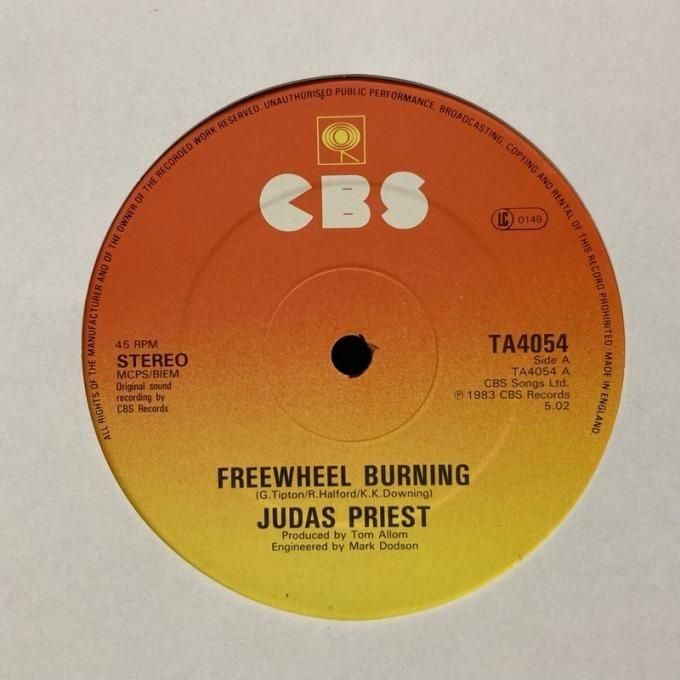 ALL RIGHTS OF THE MANUFACTURER AND OF THE OWNER OF THE RECORDED WORK RESERVED. UNAUTHORISED PUBLIC PERFORMANCE, BROADCASTING, COPYING AND RENTAL OF THIS RECORD PROHIBITED. MADE IN ENGLAND.
CBS
LC 0149
45 RPM
STEREO
MCPS/BIEM
Original sound
recording by
CBS Records
TA4054
Side A
TA4054 A
CBS Songs Ltd.
℗ 1983 CBS Records
5.02
FREEWHEEL BURNING
(G.Tipton/R.Halford/K.K.Downing)
JUDAS PRIEST
Produced by Tom Allom
Engineered by Mark Dodson